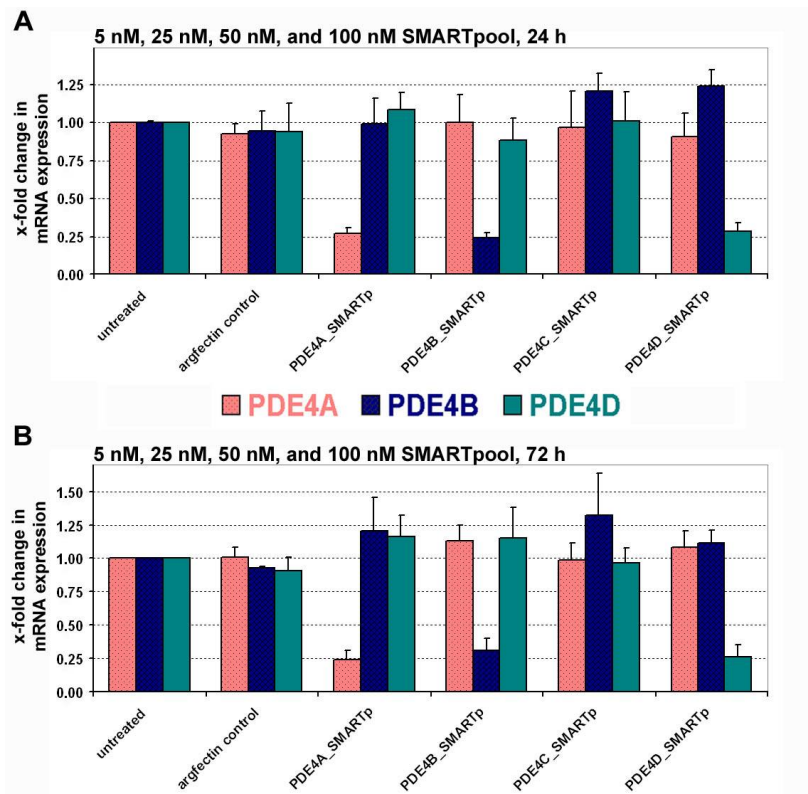 A
5 nM, 25 nM, 50 nM, and 100 nM SMARTpool, 24 h
x-fold change in
mRNA expression
1.25
1.00
0.75
0.50
0.25
0.00
untreated
argfectin control
PDE4A_SMARTp
PDE4B_SMARTp
PDE4C_SMARTp
PDE4D_SMARTp
PDE4A PDE4B PDE4D
B
5 nM, 25 nM, 50 nM, and 100 nM SMARTpool, 72 h
x-fold change in
mRNA expression
1.50
1.25
1.00
0.75
0.50
0.25
0.00
untreated
argfectin control
PDE4A_SMARTp
PDE4B_SMARTp
PDE4C_SMARTp
PDE4D_SMARTp